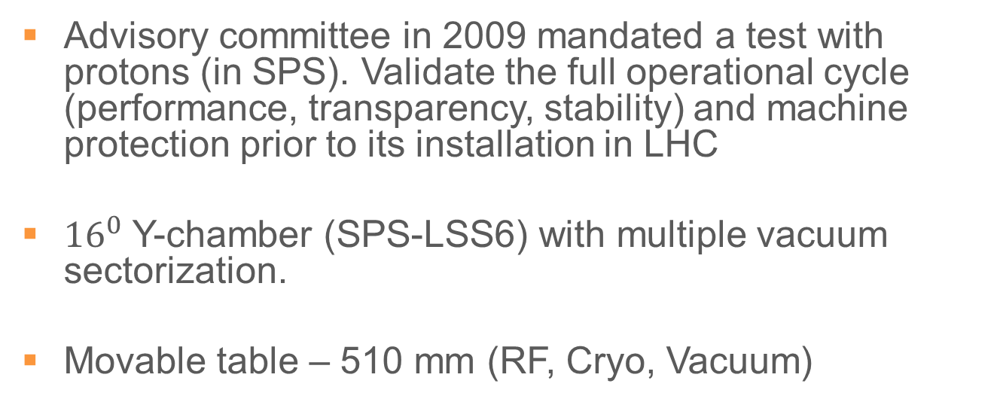 ▪ Advisory committee in 2009 mandated a test with
protons (in SPS). Validate the full operational cycle
(performance, transparency, stability) and machine
protection prior to its installation in LHC
▪ 16⁰ Y-chamber (SPS-LSS6) with multiple vacuum
sectorization.
▪ Movable table – 510 mm (RF, Cryo, Vacuum)